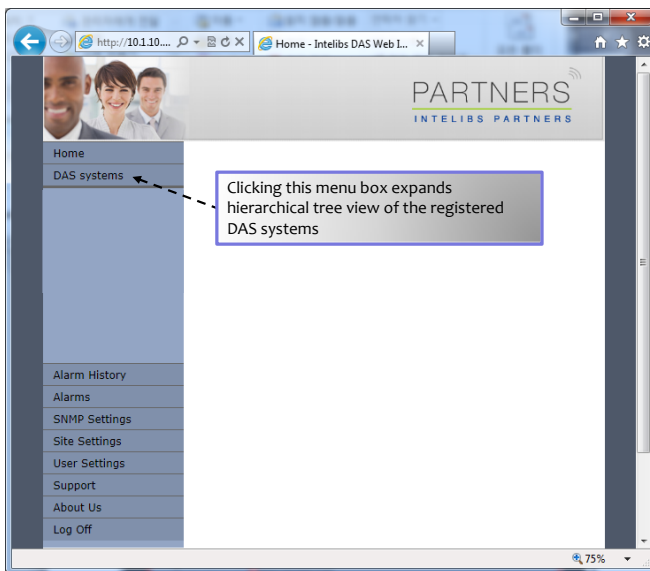 http://10.1.10....
Home - Intelibs DAS Web I...
PARTNERS
INTELIBS PARTNERS
Home
DAS systems
Clicking this menu box expands
hierarchical tree view of the registered
DAS systems
Alarm History
Alarms
SNMP Settings
Site Settings
User Settings
Support
About Us
Log Off
75%